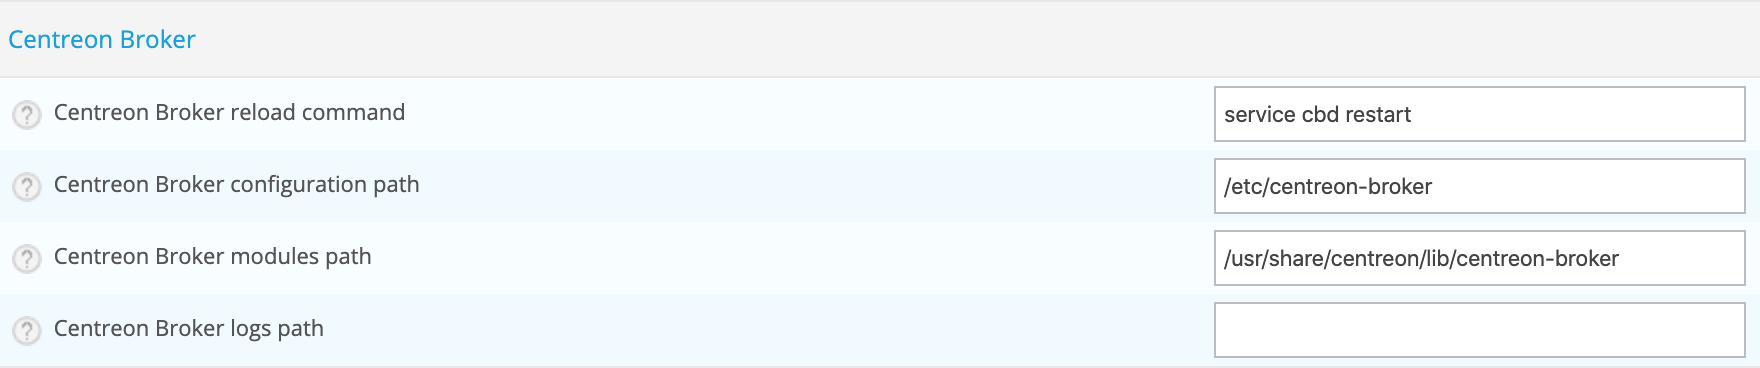 Centreon Broker
? Centreon Broker reload command service cbd restart
? Centreon Broker configuration path /etc/centreon-broker
? Centreon Broker modules path /usr/share/centreon/lib/centreon-broker
? Centreon Broker logs path